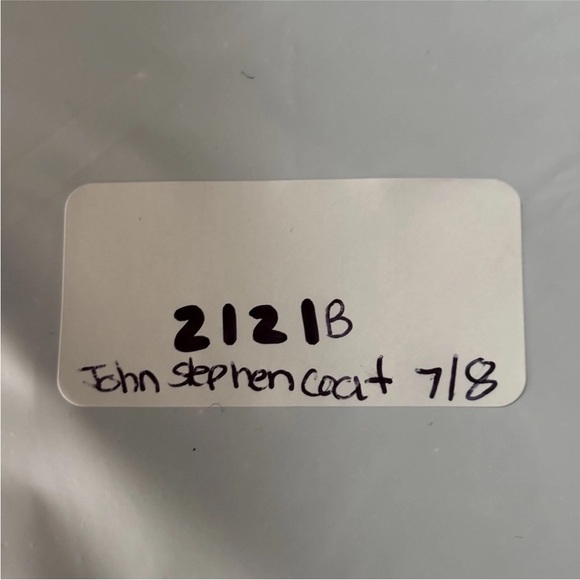 2121B
John Stephen Coat 7/8